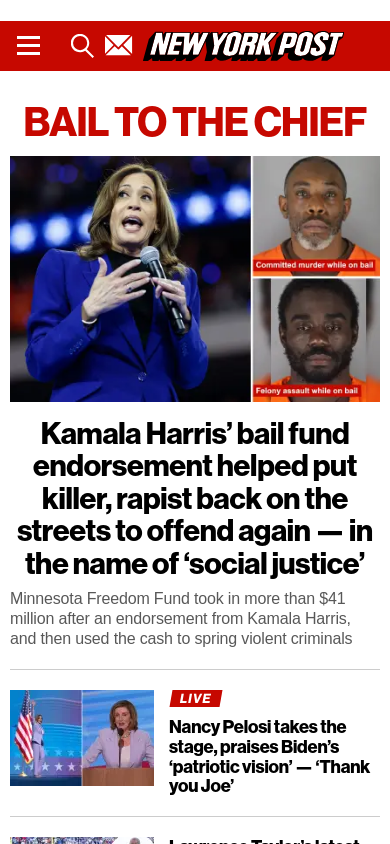 NEW YORK POST
BAIL TO THE CHIEF
Committed murder while on bail
Felony assault while on bail
Kamala Harris’ bail fund
endorsement helped put
killer, rapist back on the
streets to offend again — in
the name of ‘social justice’
Minnesota Freedom Fund took in more than $41
million after an endorsement from Kamala Harris,
and then used the cash to spring violent criminals
LIVE
Nancy Pelosi takes the
stage, praises Biden’s
‘patriotic vision’ — ‘Thank
you Joe’
Lawrence Taylor’s latest